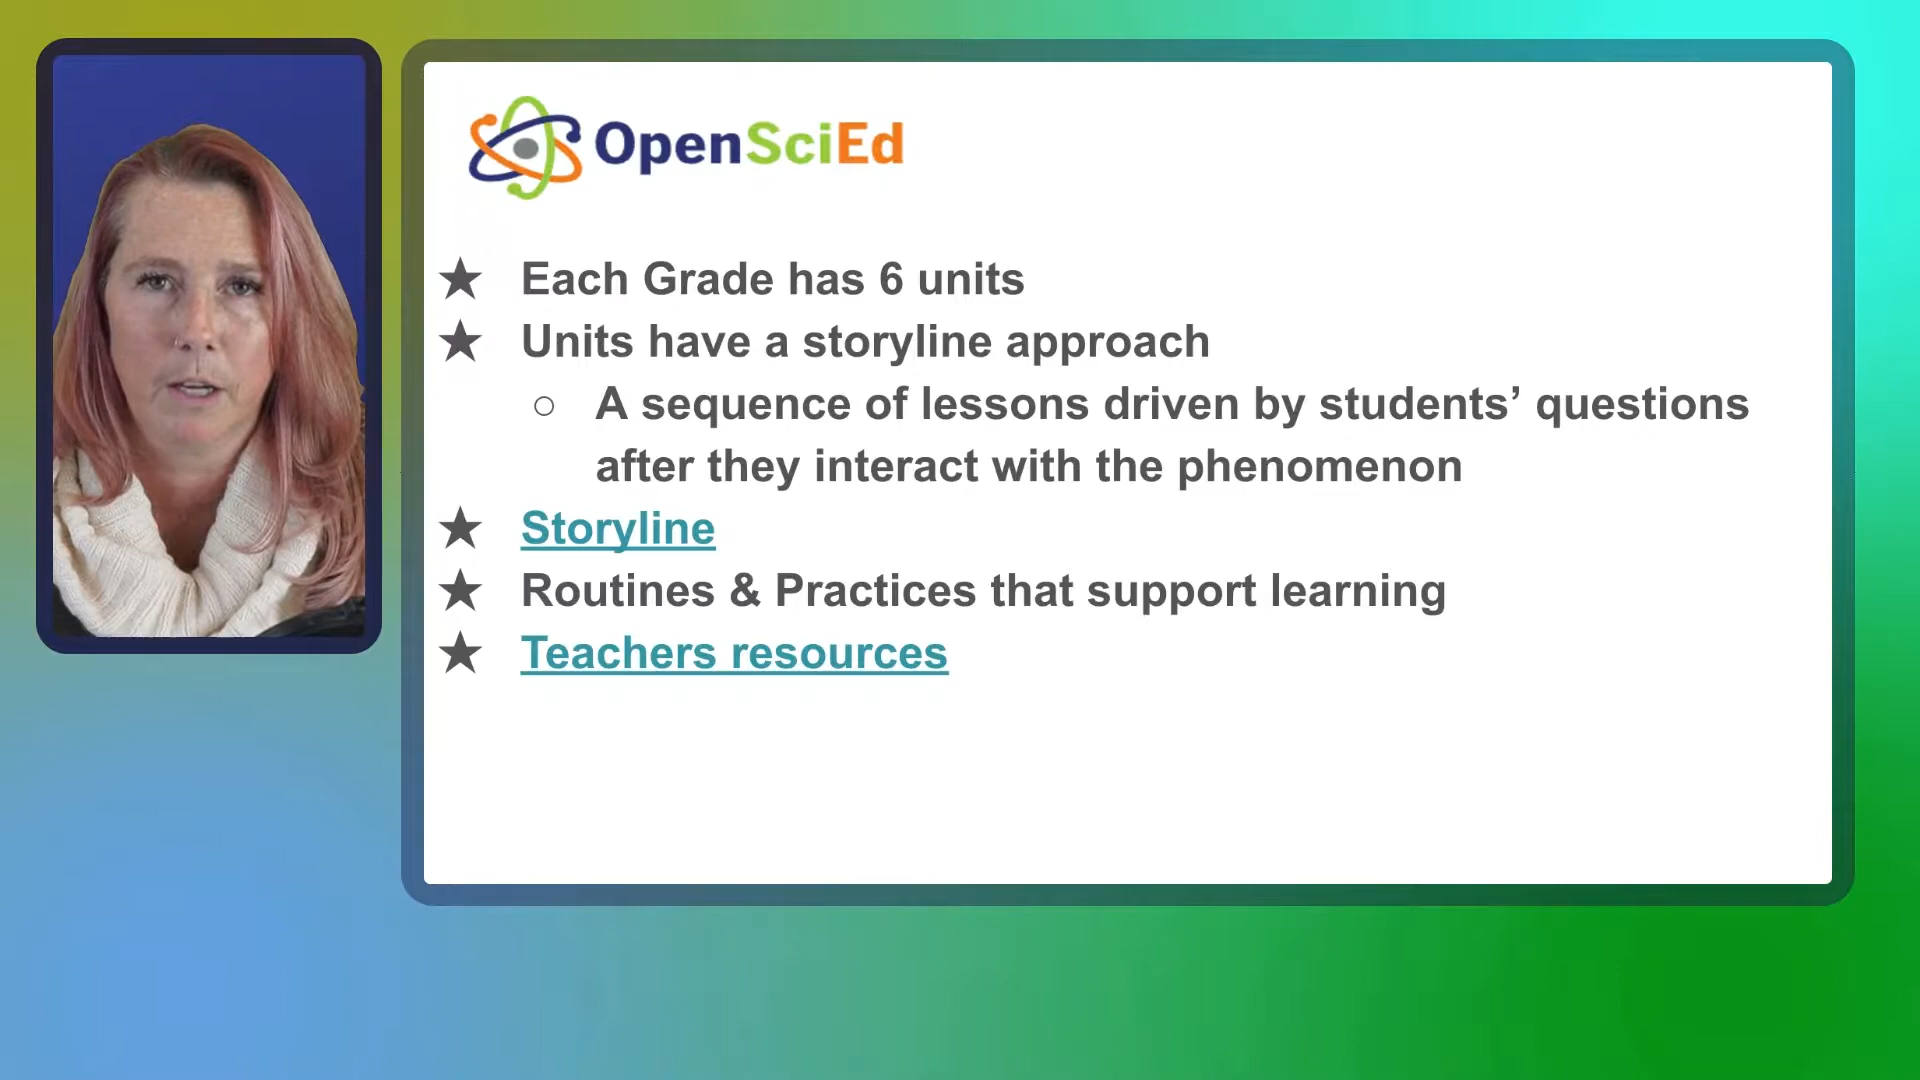 OpenSciEd
★ Each Grade has 6 units
★ Units have a storyline approach
○ A sequence of lessons driven by students’ questions
after they interact with the phenomenon
★ Storyline
★ Routines & Practices that support learning
★ Teachers resources